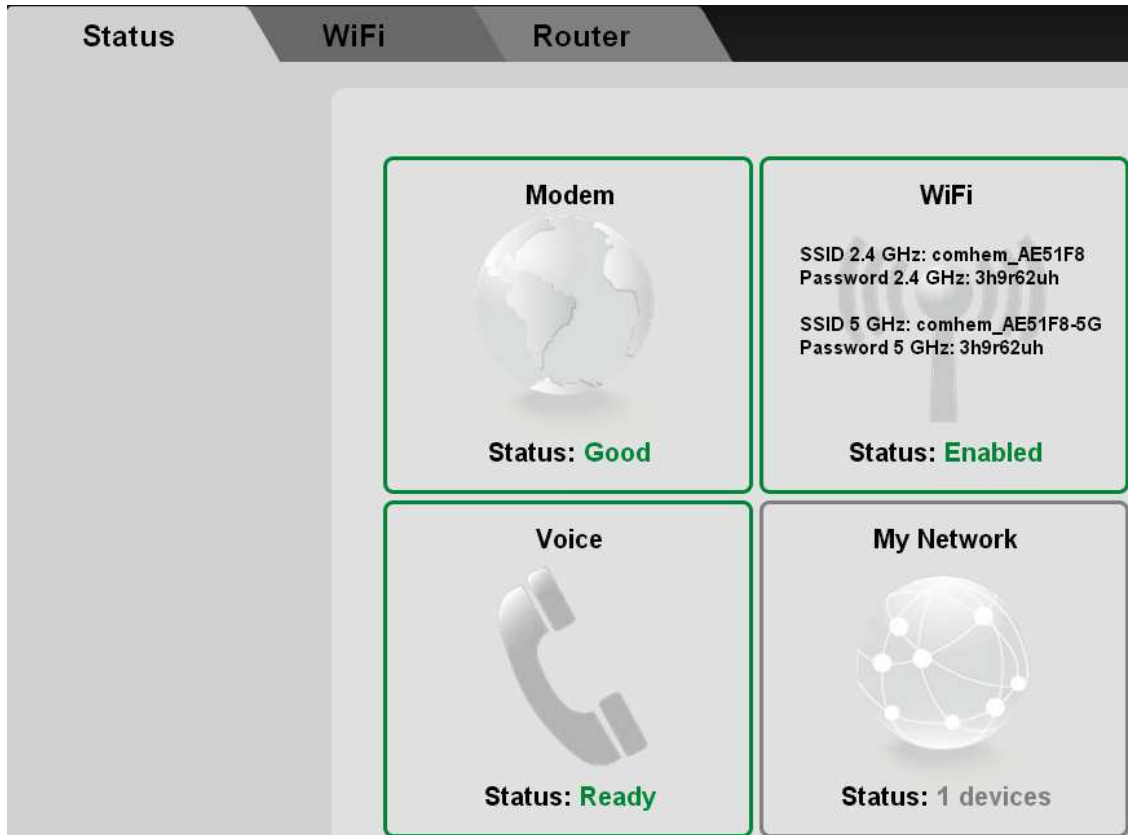 Status
WiFi
Router
Modem
Status: Good
WiFi
SSID 2.4 GHz: comhem_AE51F8
Password 2.4 GHz: 3h9r62uh
SSID 5 GHz: comhem_AE51F8-5G
Password 5 GHz: 3h9r62uh
Status: Enabled
Voice
Status: Ready
My Network
Status: 1 devices